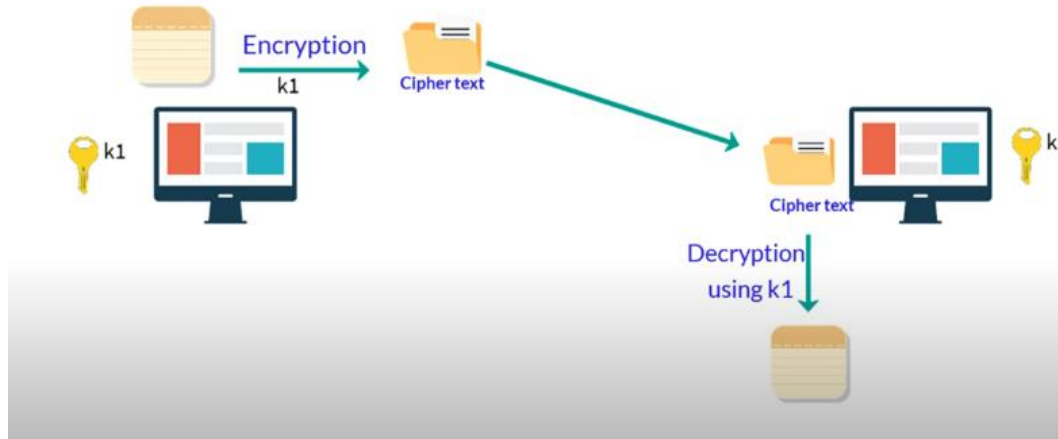 Encryption
k1
Cipher text
k1
k
Cipher text
Decryption
using k1